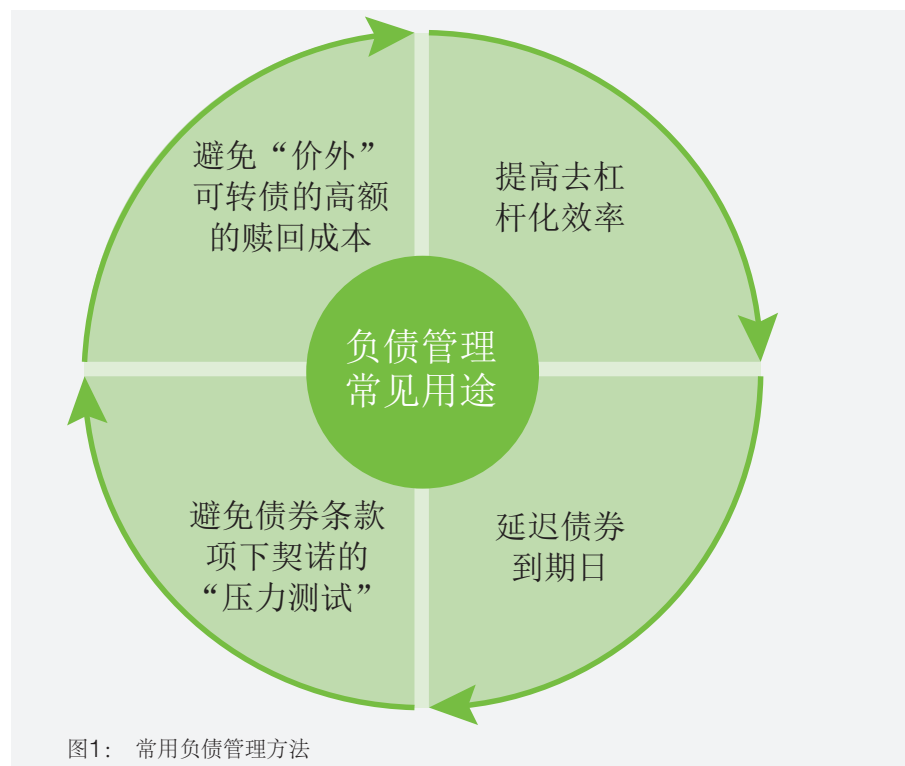 避免“价外”
可转债的高额
的赎回成本
提高去杠
杆化效率
负债管理
常见用途
避免债券条款
项下契诺的
“压力测试”
延迟债券
到期日
图1： 常用负债管理方法